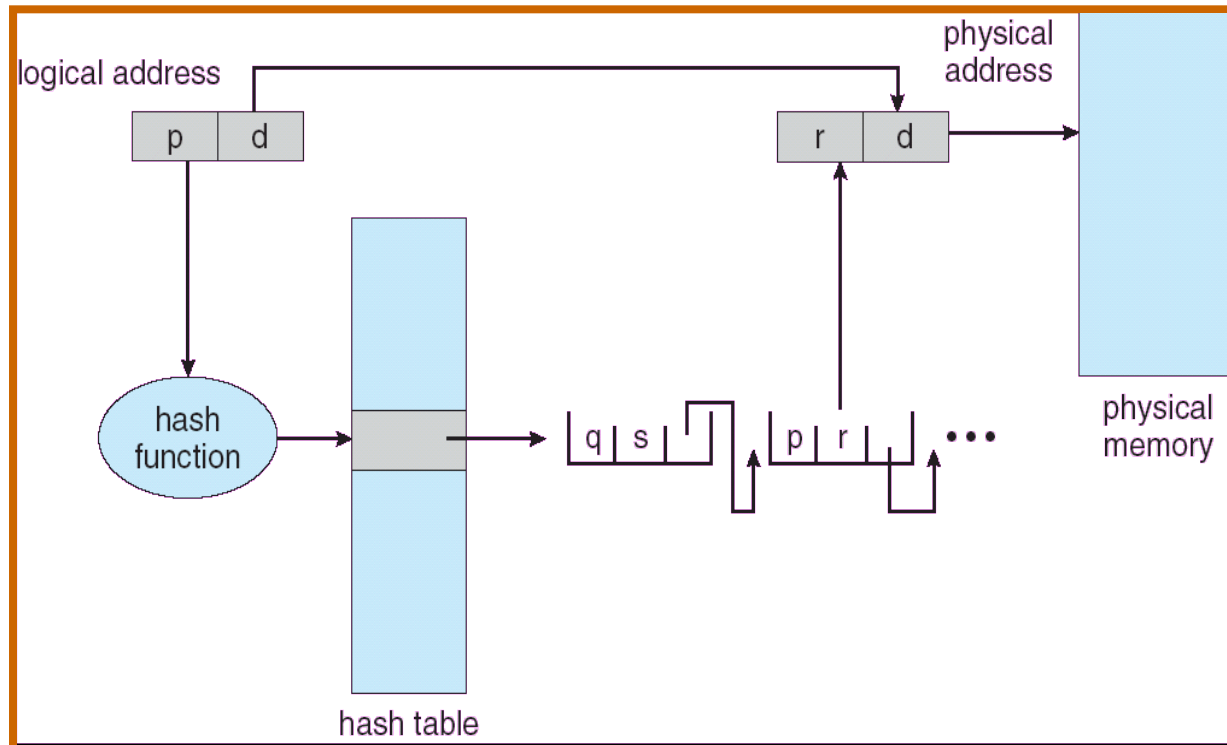 logical address
physical
address
p d
r d
hash
function
q s
p r
•••
physical
memory
hash table